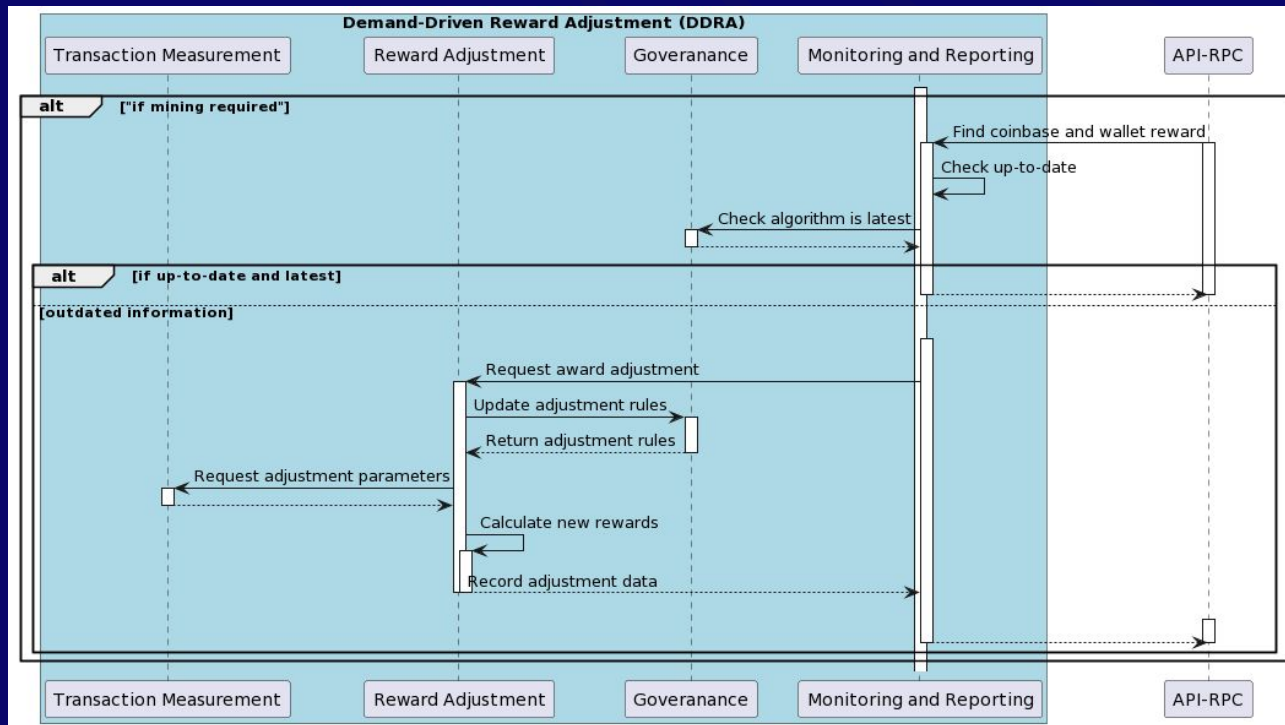 Demand-Driven Reward Adjustment (DDRA)
Transaction Measurement
Reward Adjustment
Goveranance
Monitoring and Reporting
API-RPC
alt
["if mining required"]
Find coinbase and wallet reward
Check up-to-date
Check algorithm is latest
alt
[if up-to-date and latest]
[outdated information]
Request award adjustment
Update adjustment rules
Return adjustment rules
Request adjustment parameters
Calculate new rewards
Record adjustment data
Transaction Measurement
Reward Adjustment
Goveranance
Monitoring and Reporting
API-RPC